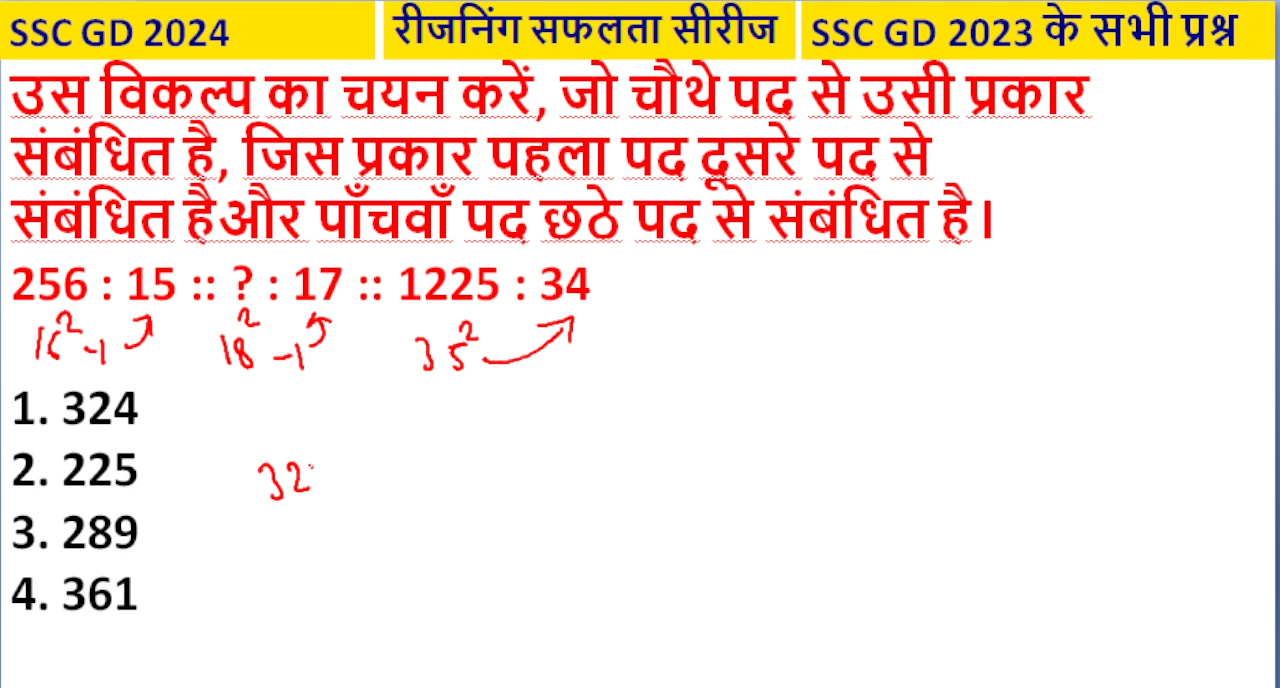 SSC GD 2024 रीजनिंग सफलता सीरीज SSC GD 2023 के सभी प्रश्न
उस विकल्प का चयन करें, जो चौथे पद से उसी प्रकार
संबंधित है, जिस प्रकार पहला पद दूसरे पद से
संबंधित हैऔर पाँचवाँ पद छठे पद से संबंधित है।
256 : 15 :: ? : 17 :: 1225 : 34
16² -1 18² -1 35²
1. 324
2. 225
32
3. 289
4. 361